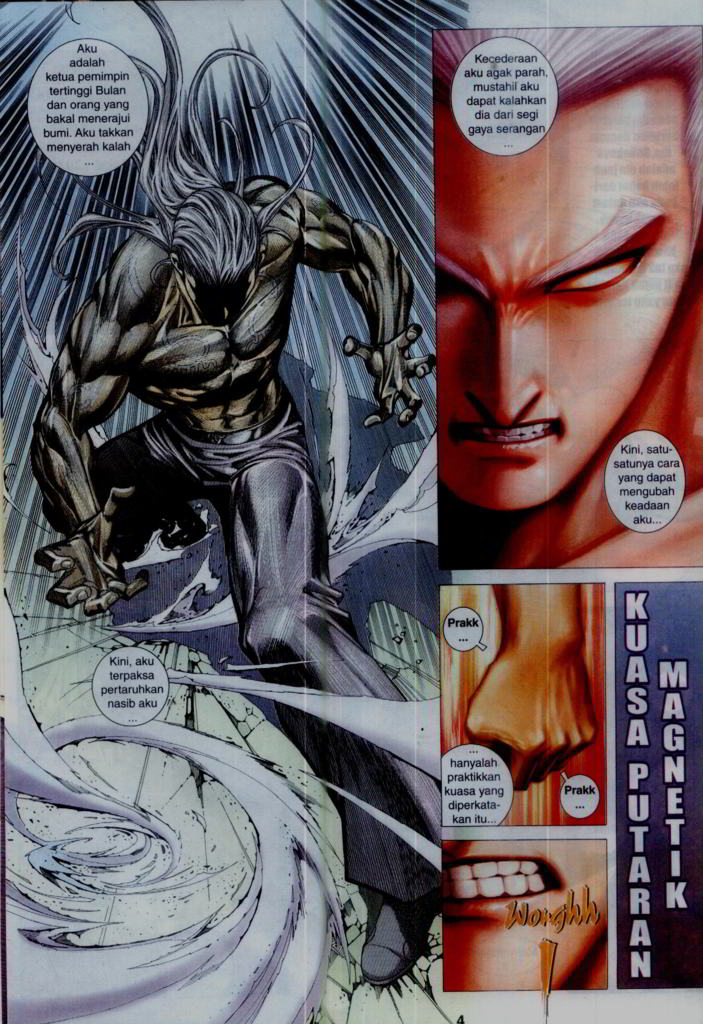 Aku
adalah
ketua pemimpin
tertinggi Bulan
dan orang yang
bakal menerajui
bumi. Aku takkan
menyerah kalah
...
Kecederaan
aku agak parah,
mustahil aku
dapat kalahkan
dia dari segi
gaya serangan
...
Kini, satu-
satunya cara
yang dapat
mengubah
keadaan
aku...
Kini, aku
terpaksa
pertaruhkan
nasib aku
...
Prakk
...
...
hanyalah
praktikkan
kuasa yang
diperkata-
kan itu...
Prakk
...
KUASA PUTARAN
MAGNETIK
Worghh
!
4